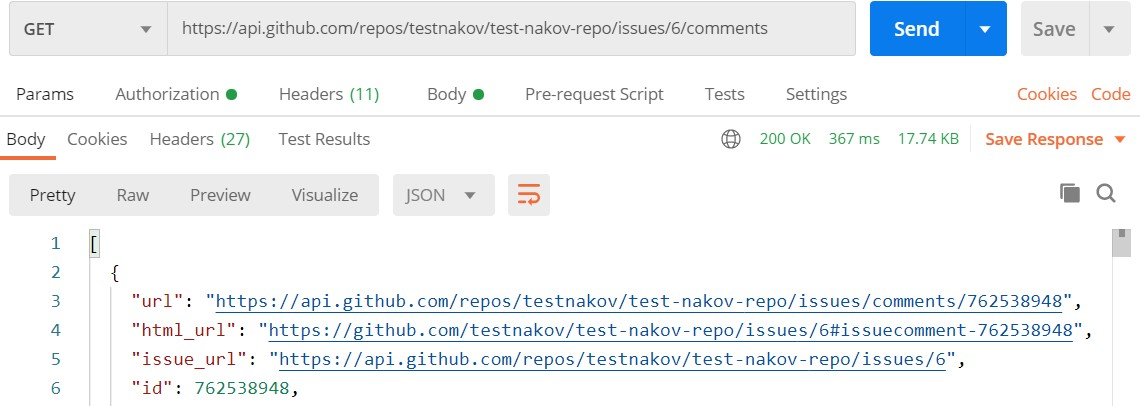 GET https://api.github.com/repos/testnakov/test-nakov-repo/issues/6/comments Send Save
Params Authorization Headers (11) Body Pre-request Script Tests Settings Cookies Code
Body Cookies Headers (27) Test Results 200 OK 367 ms 17.74 KB Save Response
Pretty Raw Preview Visualize JSON
1 [
2 {
3 "url": "https://api.github.com/repos/testnakov/test-nakov-repo/issues/comments/762538948",
4 "html_url": "https://github.com/testnakov/test-nakov-repo/issues/6#issuecomment-762538948",
5 "issue_url": "https://api.github.com/repos/testnakov/test-nakov-repo/issues/6",
6 "id": 762538948,